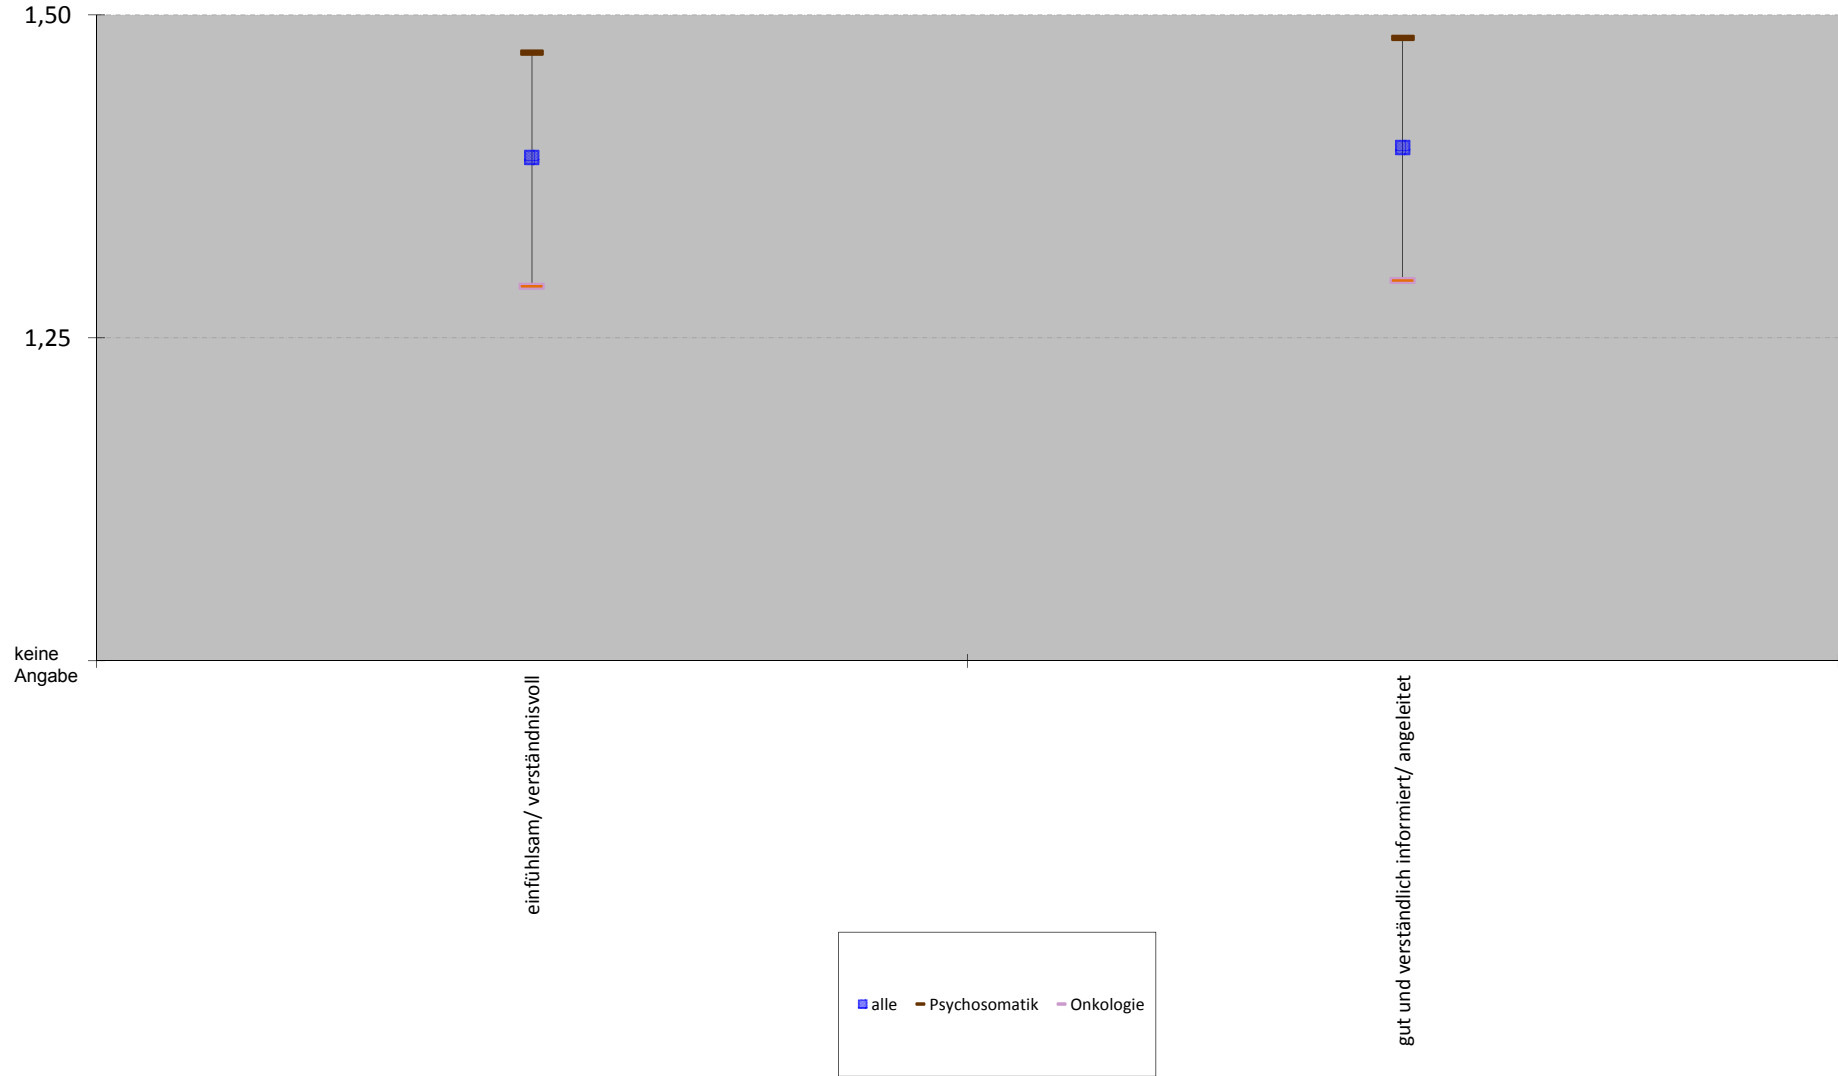 1,50
1,25
keine
Angabe
einfühlsam/ verständnisvoll
gut und verständlich informiert/ angeleitet
alle Psychosomatik Onkologie